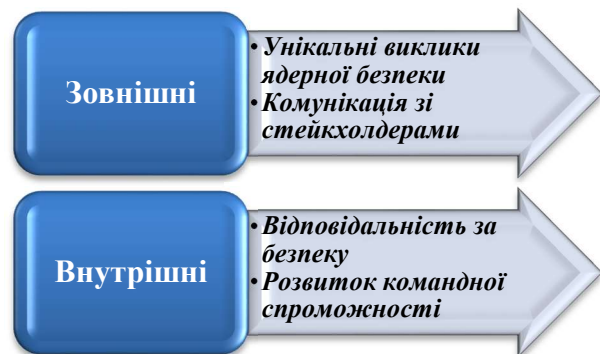 Зовнішні
• Унікальні виклики
ядерної безпеки
• Комунікація зі
стейкхолдерами
Внутрішні
• Відповідальність за
безпеку
• Розвиток командної
спроможності